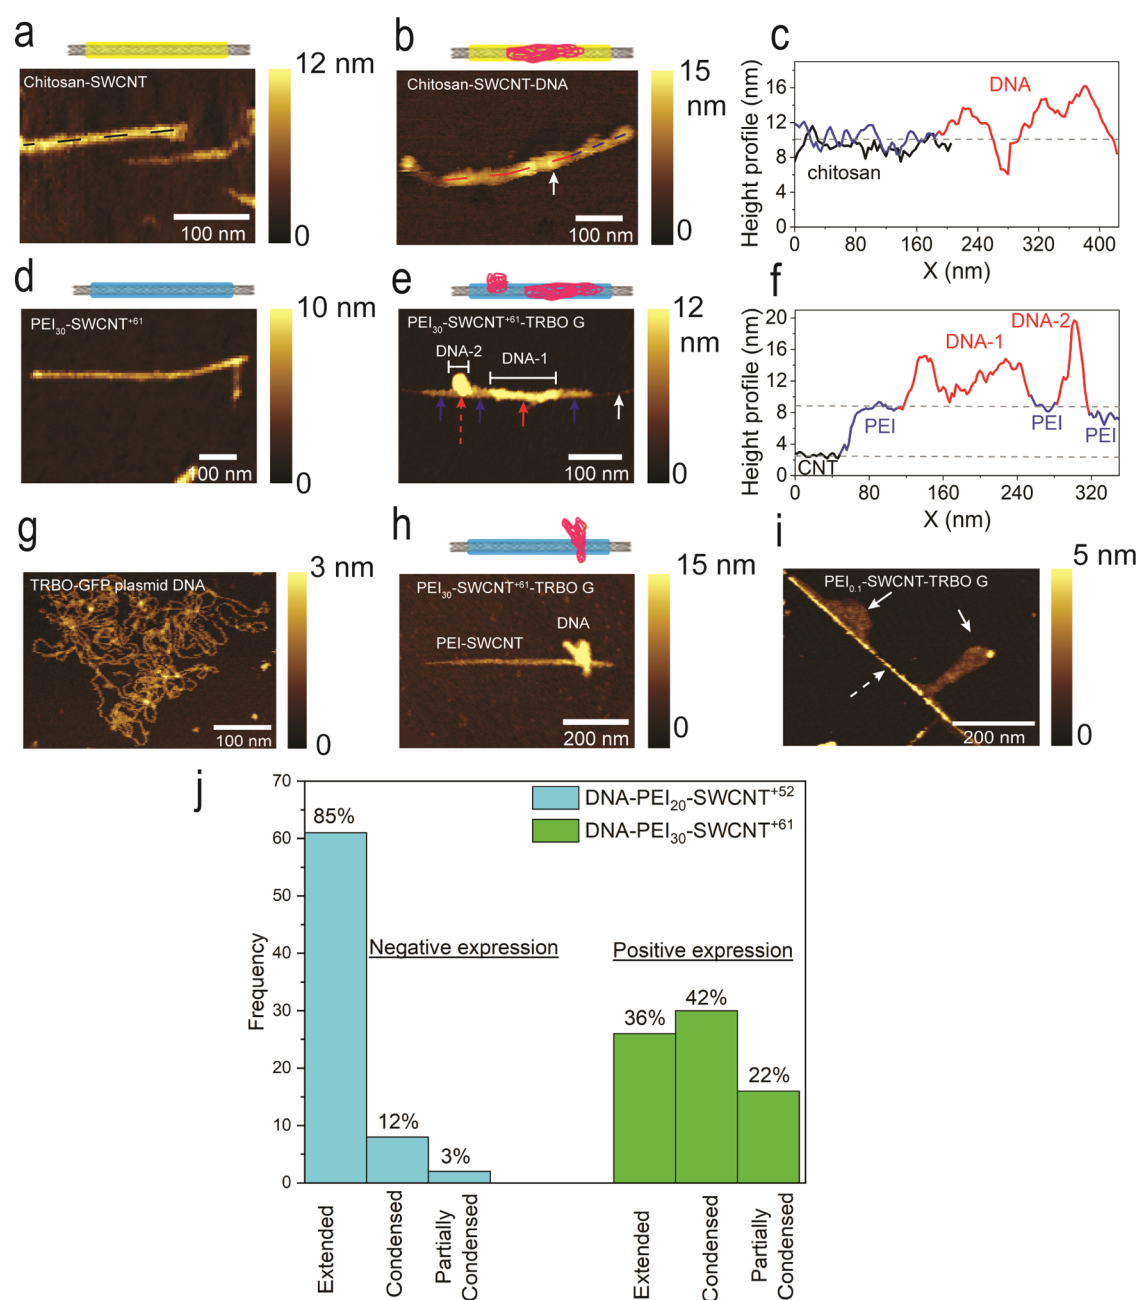 a
12 nm
Chitosan-SWCNT
100 nm
0
b
15
nm
Chitosan-SWCNT-DNA
100 nm
0
c
Height profile (nm)
16
12
8
4
0
DNA
chitosan
0 80 160 240 320 400
X (nm)
d
10 nm
PEI30-SWCNT+61
100 nm
0
e
12
nm
PEI30-SWCNT+61-TRBO G
DNA-2
DNA-1
100 nm
0
f
Height profile (nm)
20
16
12
8
4
0
DNA-2
DNA-1
PEI
PEI
PEI
CNT
0 80 160 240 320
X (nm)
g
3 nm
TRBO-GFP plasmid DNA
100 nm
0
h
15 nm
PEI30-SWCNT+61-TRBO G
DNA
PEI-SWCNT
200 nm
0
i
5 nm
PEI0.1-SWCNT-TRBO G
200 nm
0
j
Frequency
70
60
50
40
30
20
10
0
DNA-PEI20-SWCNT+52
DNA-PEI30-SWCNT+61
85%
12%
3%
Negative expression
Positive expression
36%
42%
22%
Extended
Condensed
Partially
Condensed
Extended
Condensed
Partially
Condensed